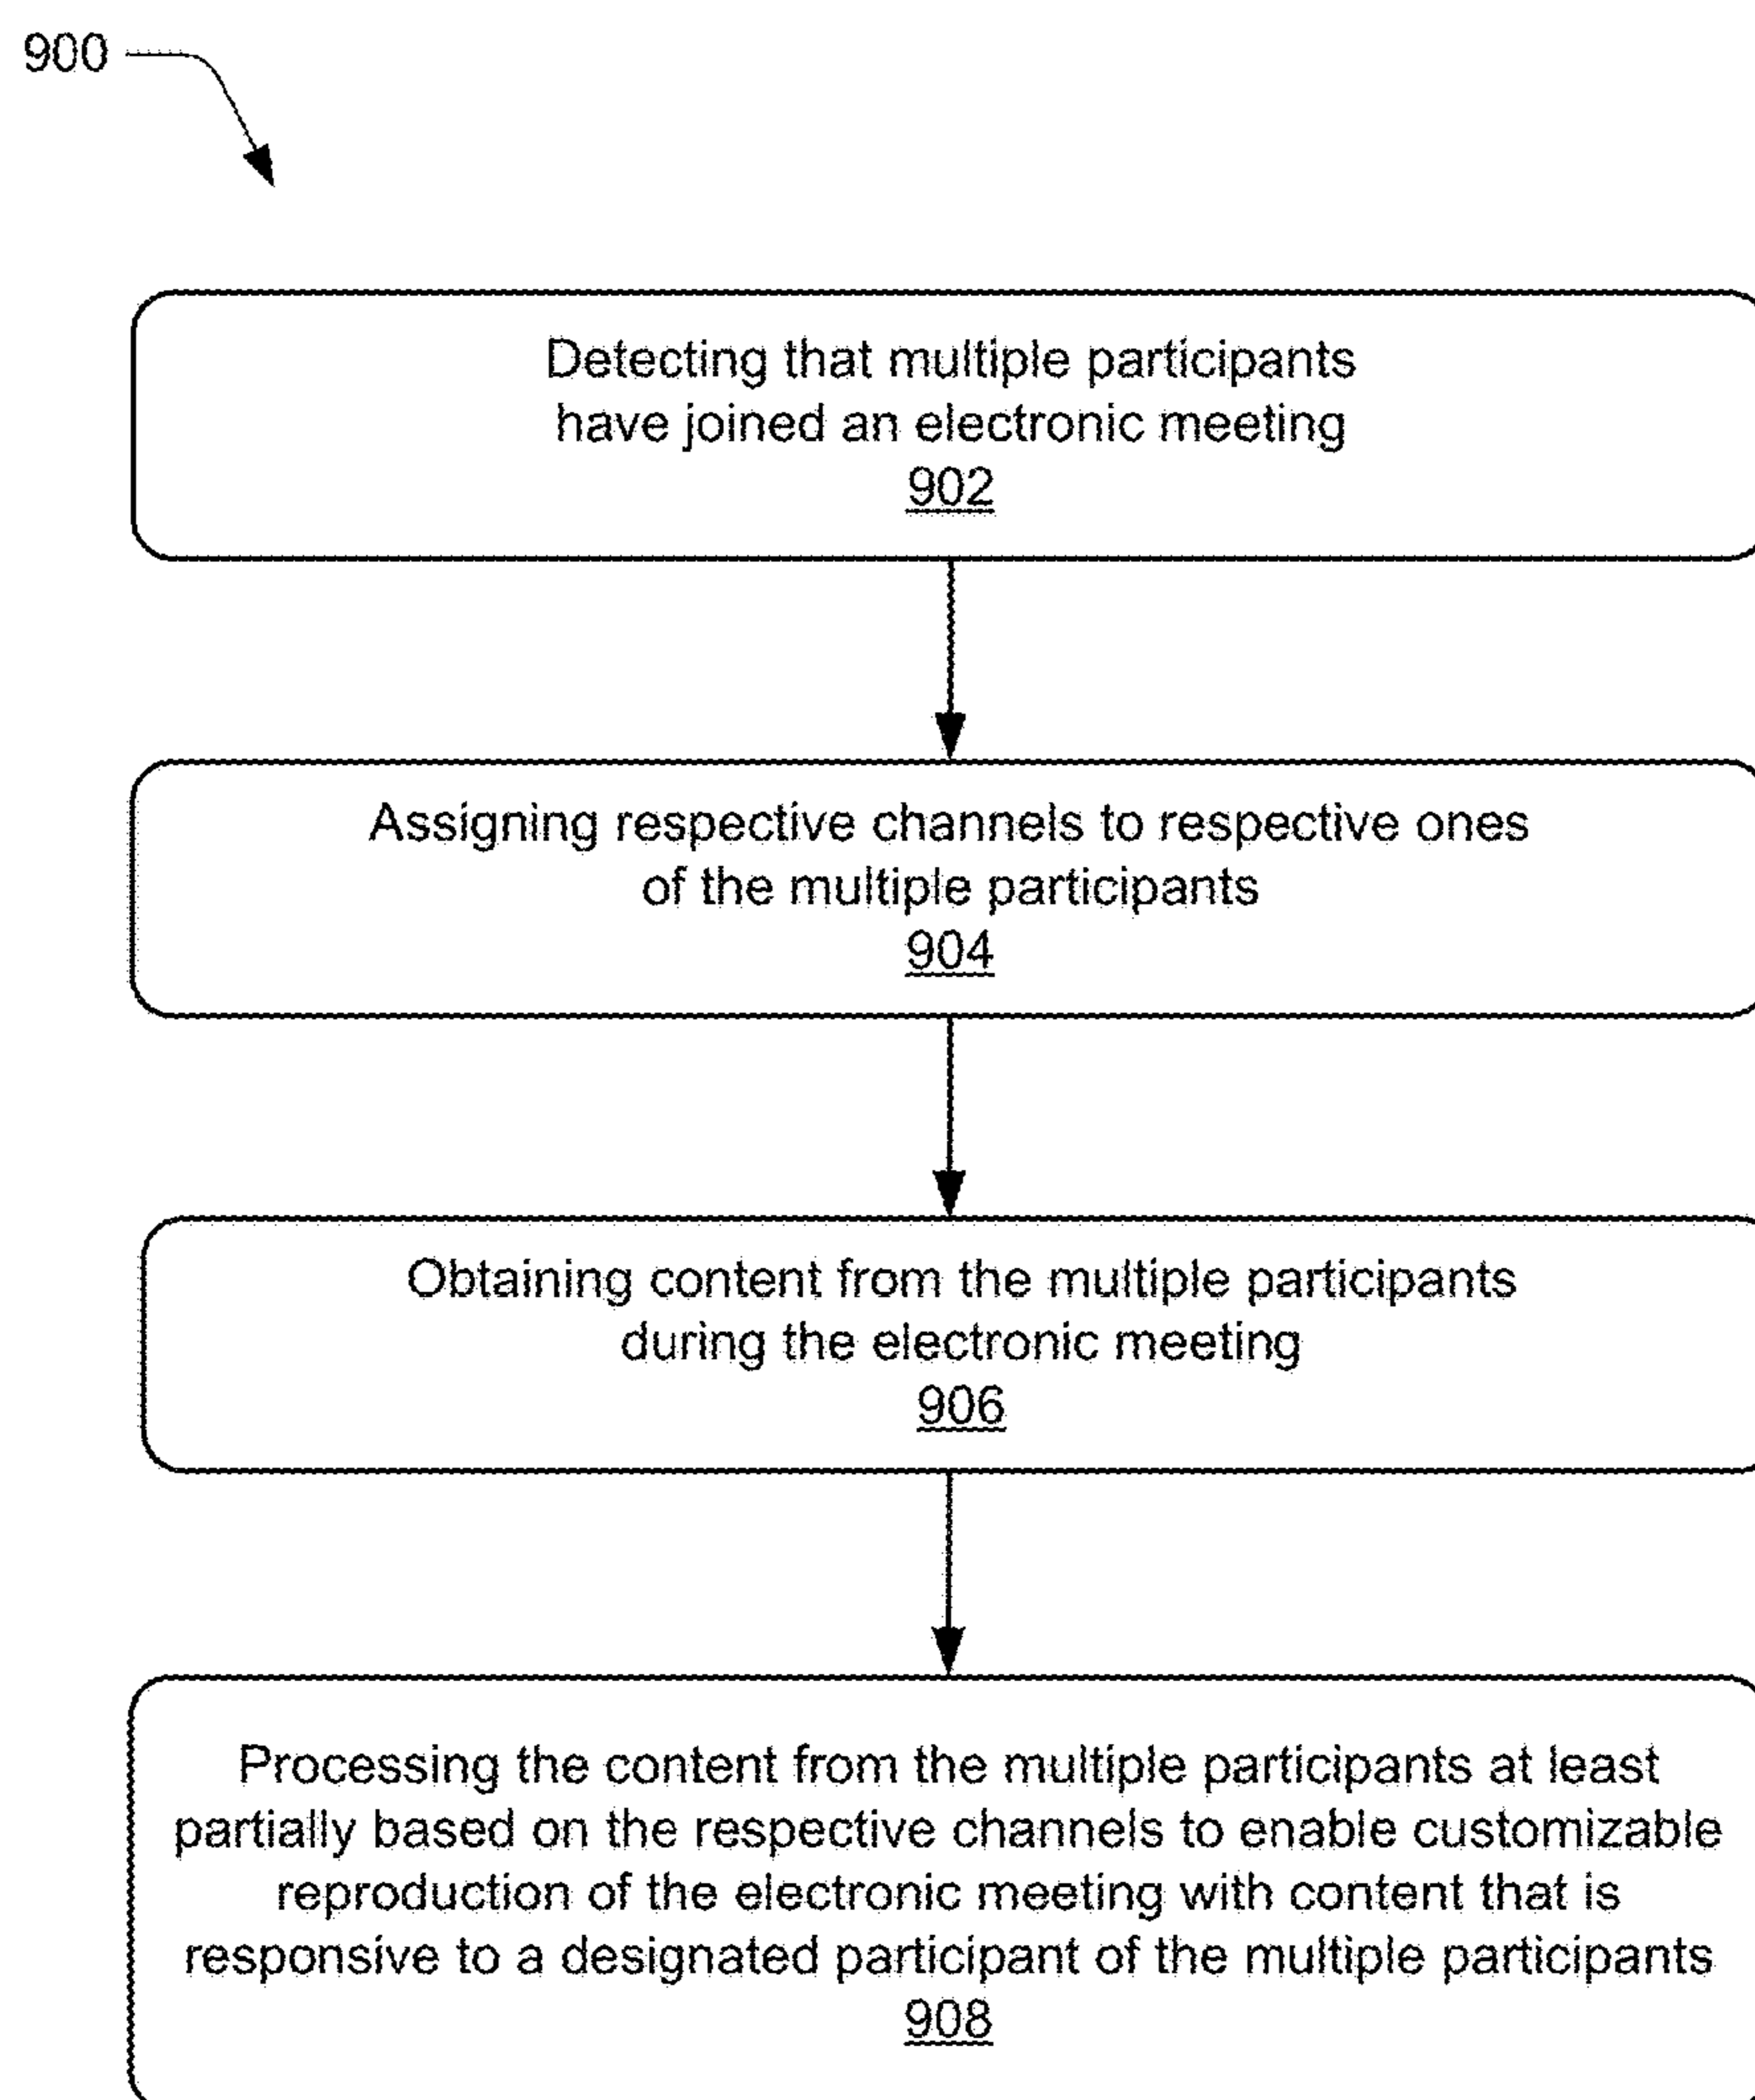 900
Detecting that multiple participants
have joined an electronic meeting
902
Assigning respective channels to respective ones
of the multiple participants
904
Obtaining content from the multiple participants
during the electronic meeting
906
Processing the content from the multiple participants at least
partially based on the respective channels to enable customizable
reproduction of the electronic meeting with content that is
responsive to a designated participant of the multiple participants
908